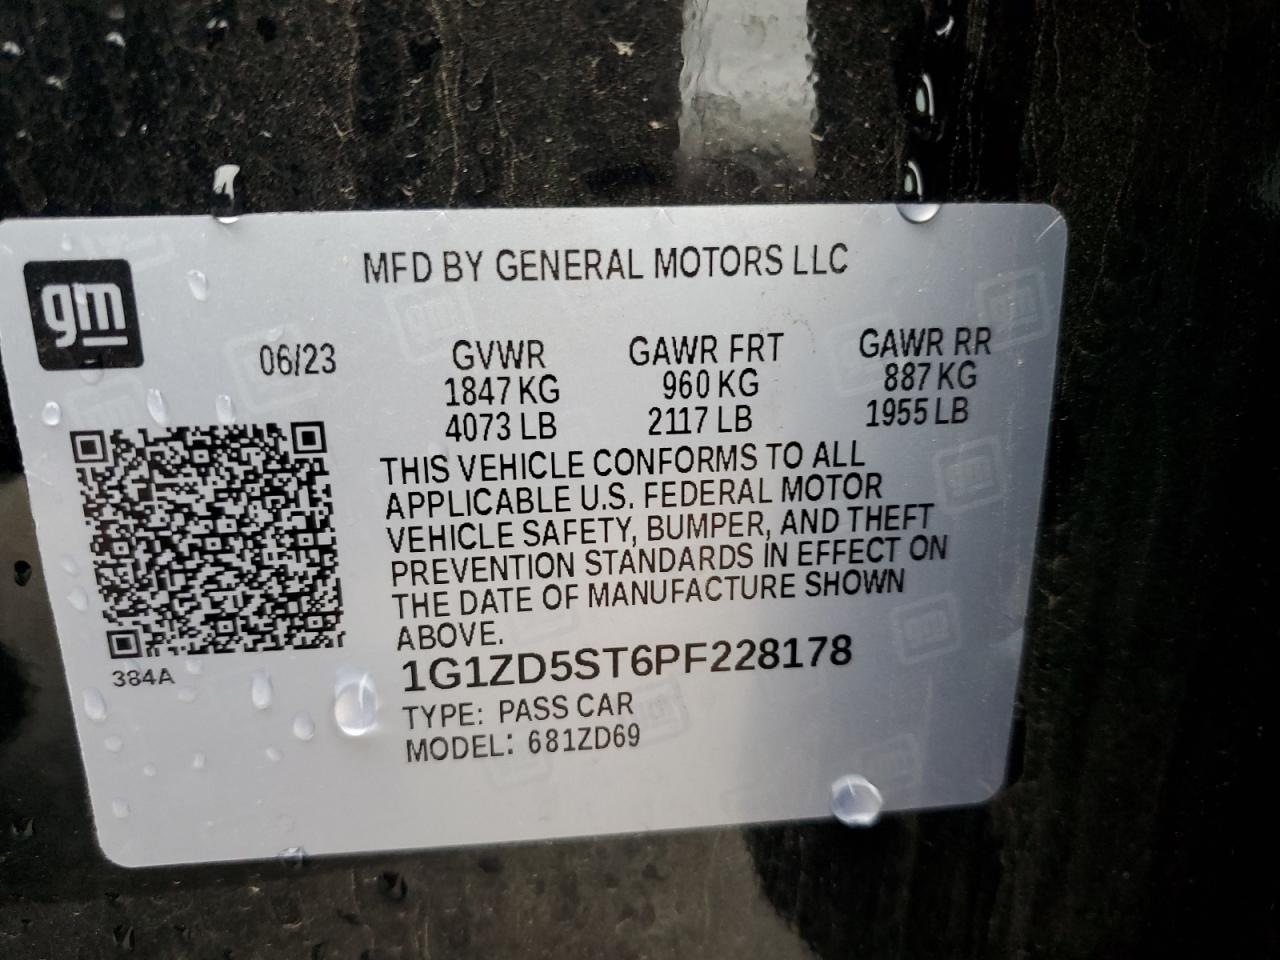 MFD BY GENERAL MOTORS LLC
gm
06/23
GVWR GAWR FRT GAWR RR
1847 KG 960 KG 887 KG
4073 LB 2117 LB 1955 LB
THIS VEHICLE CONFORMS TO ALL
APPLICABLE U.S. FEDERAL MOTOR
VEHICLE SAFETY, BUMPER, AND THEFT
PREVENTION STANDARDS IN EFFECT ON
THE DATE OF MANUFACTURE SHOWN
ABOVE.
384A
1G1ZD5ST6PF228178
TYPE: PASS CAR
MODEL: 681ZD69